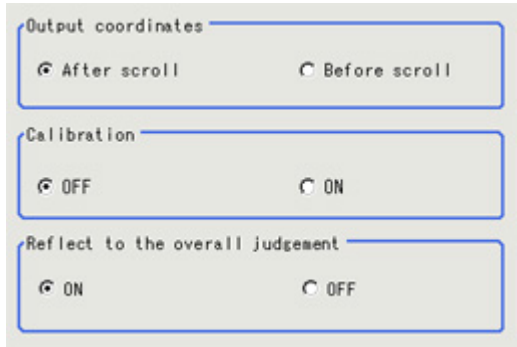 Output coordinates
After scroll Before scroll
Calibration
OFF ON
Reflect to the overall judgement
ON OFF